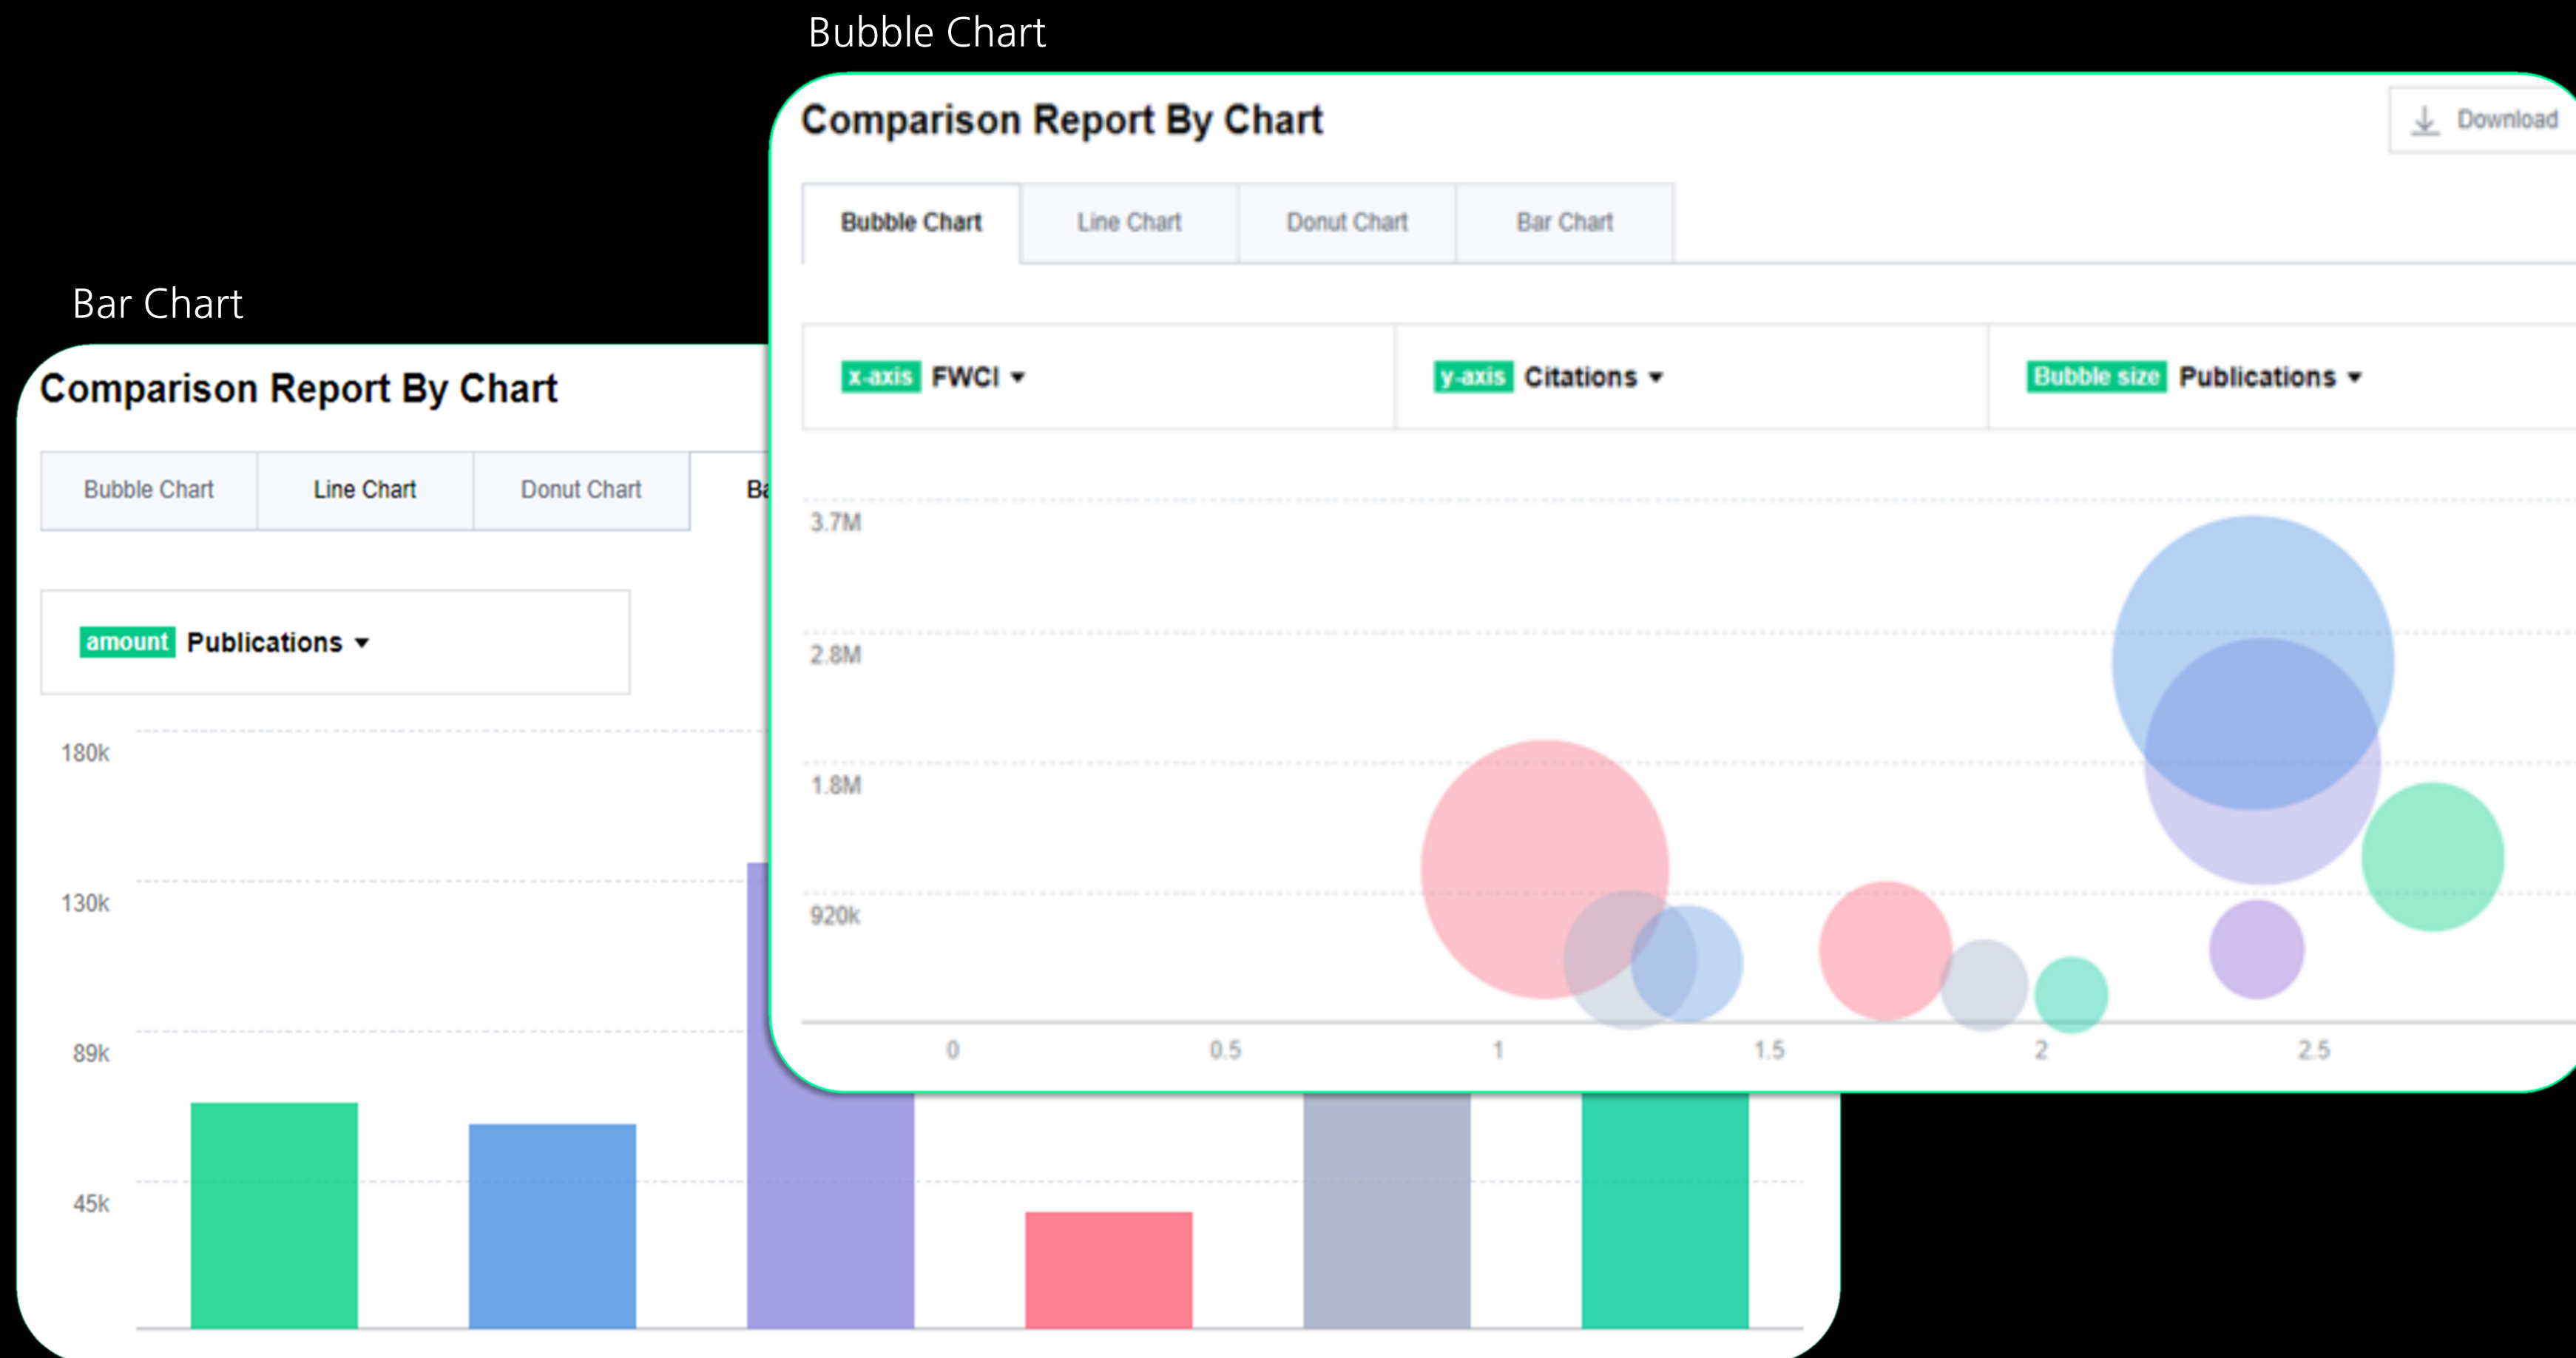 Bubble Chart
Comparison Report By Chart
Download
Bubble Chart Line Chart Donut Chart Bar Chart
x-axis FWCI y-axis Citations Bubble size Publications
3.7M
2.8M
1.8M
920k
0 0.5 1 1.5 2 2.5
Bar Chart
Comparison Report By Chart
Bubble Chart Line Chart Donut Chart
amount Publications
180k
130k
89k
45k